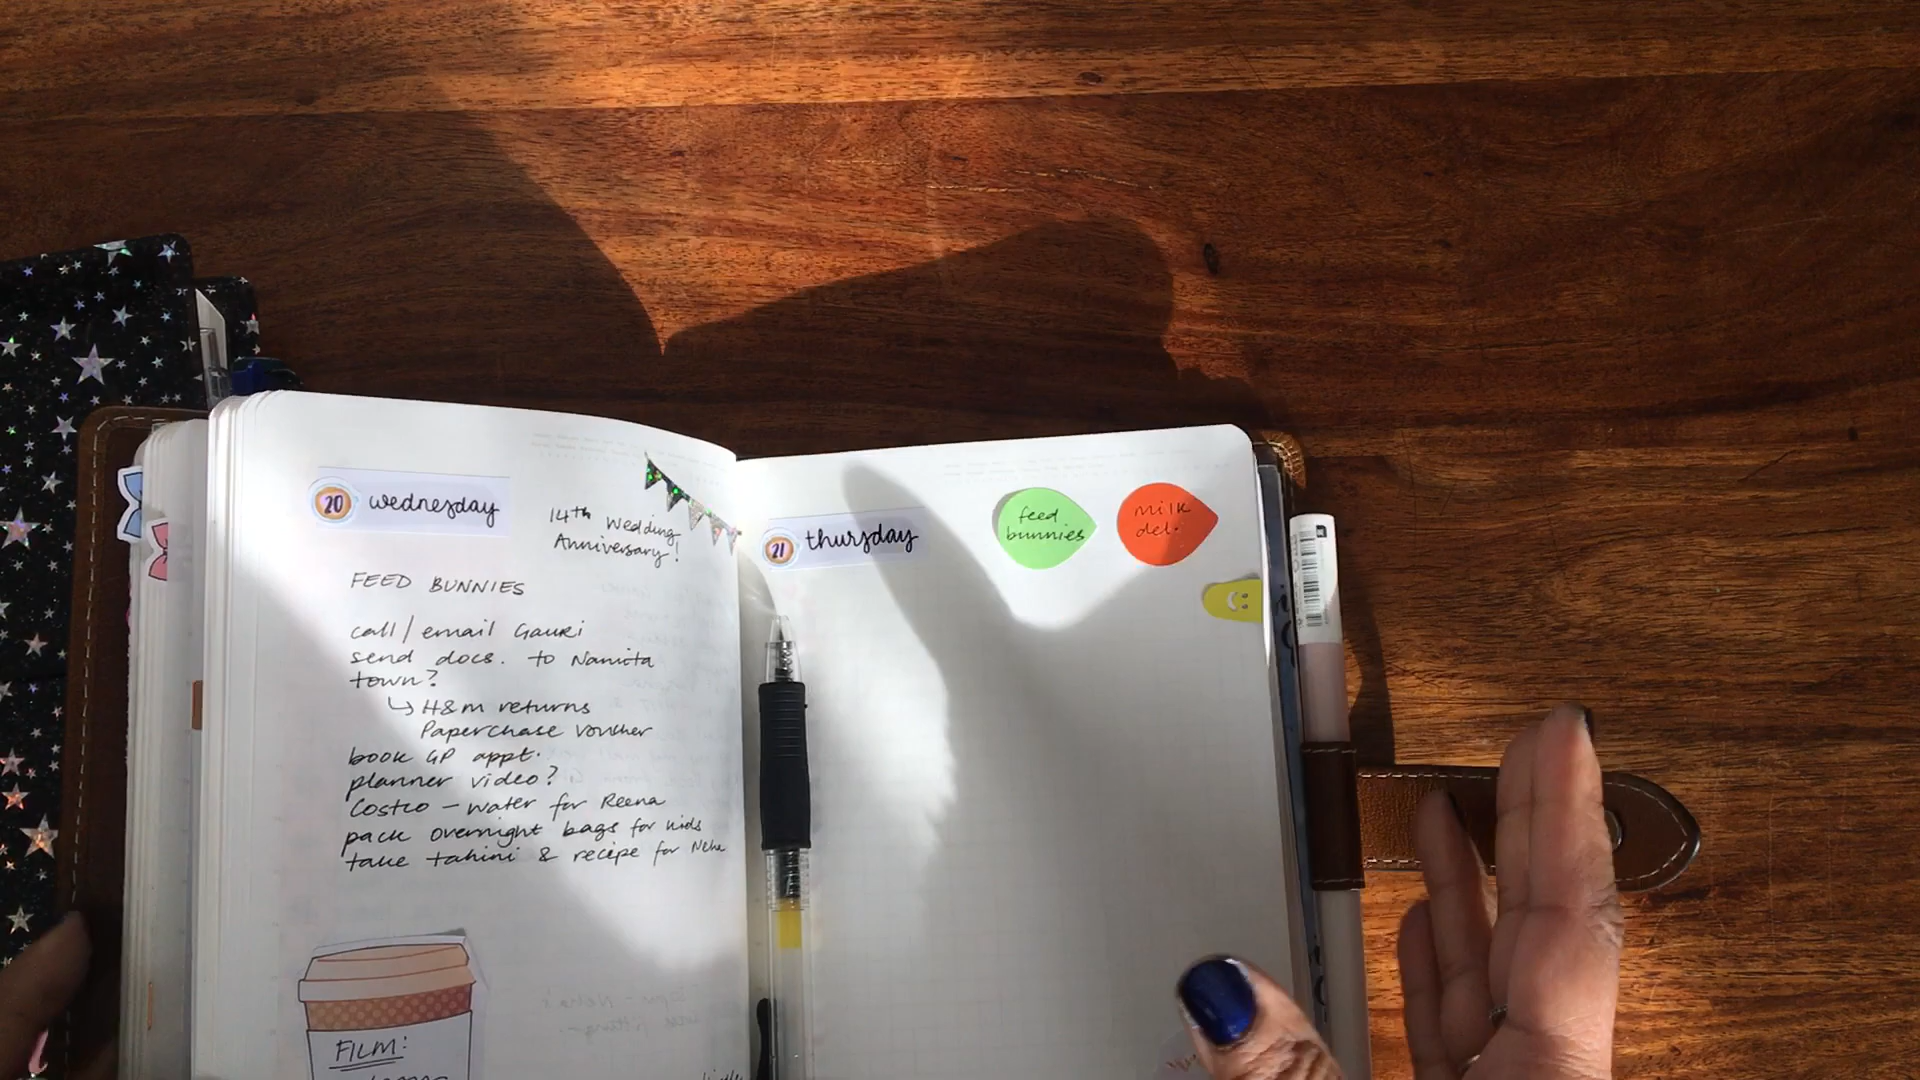 20 wednesday
14th Wedding
Anniversary!
FEED BUNNIES
call/email Gauri
send docs. to Namita
town?
↳ H&M returns
Paperchase voucher
book GP appt.
planner video?
Costco - water for Reena
pack overnight bags for kids
take tahini & recipe for Neha
FILM:
21 thursday
feed
bunnies
milk
del.